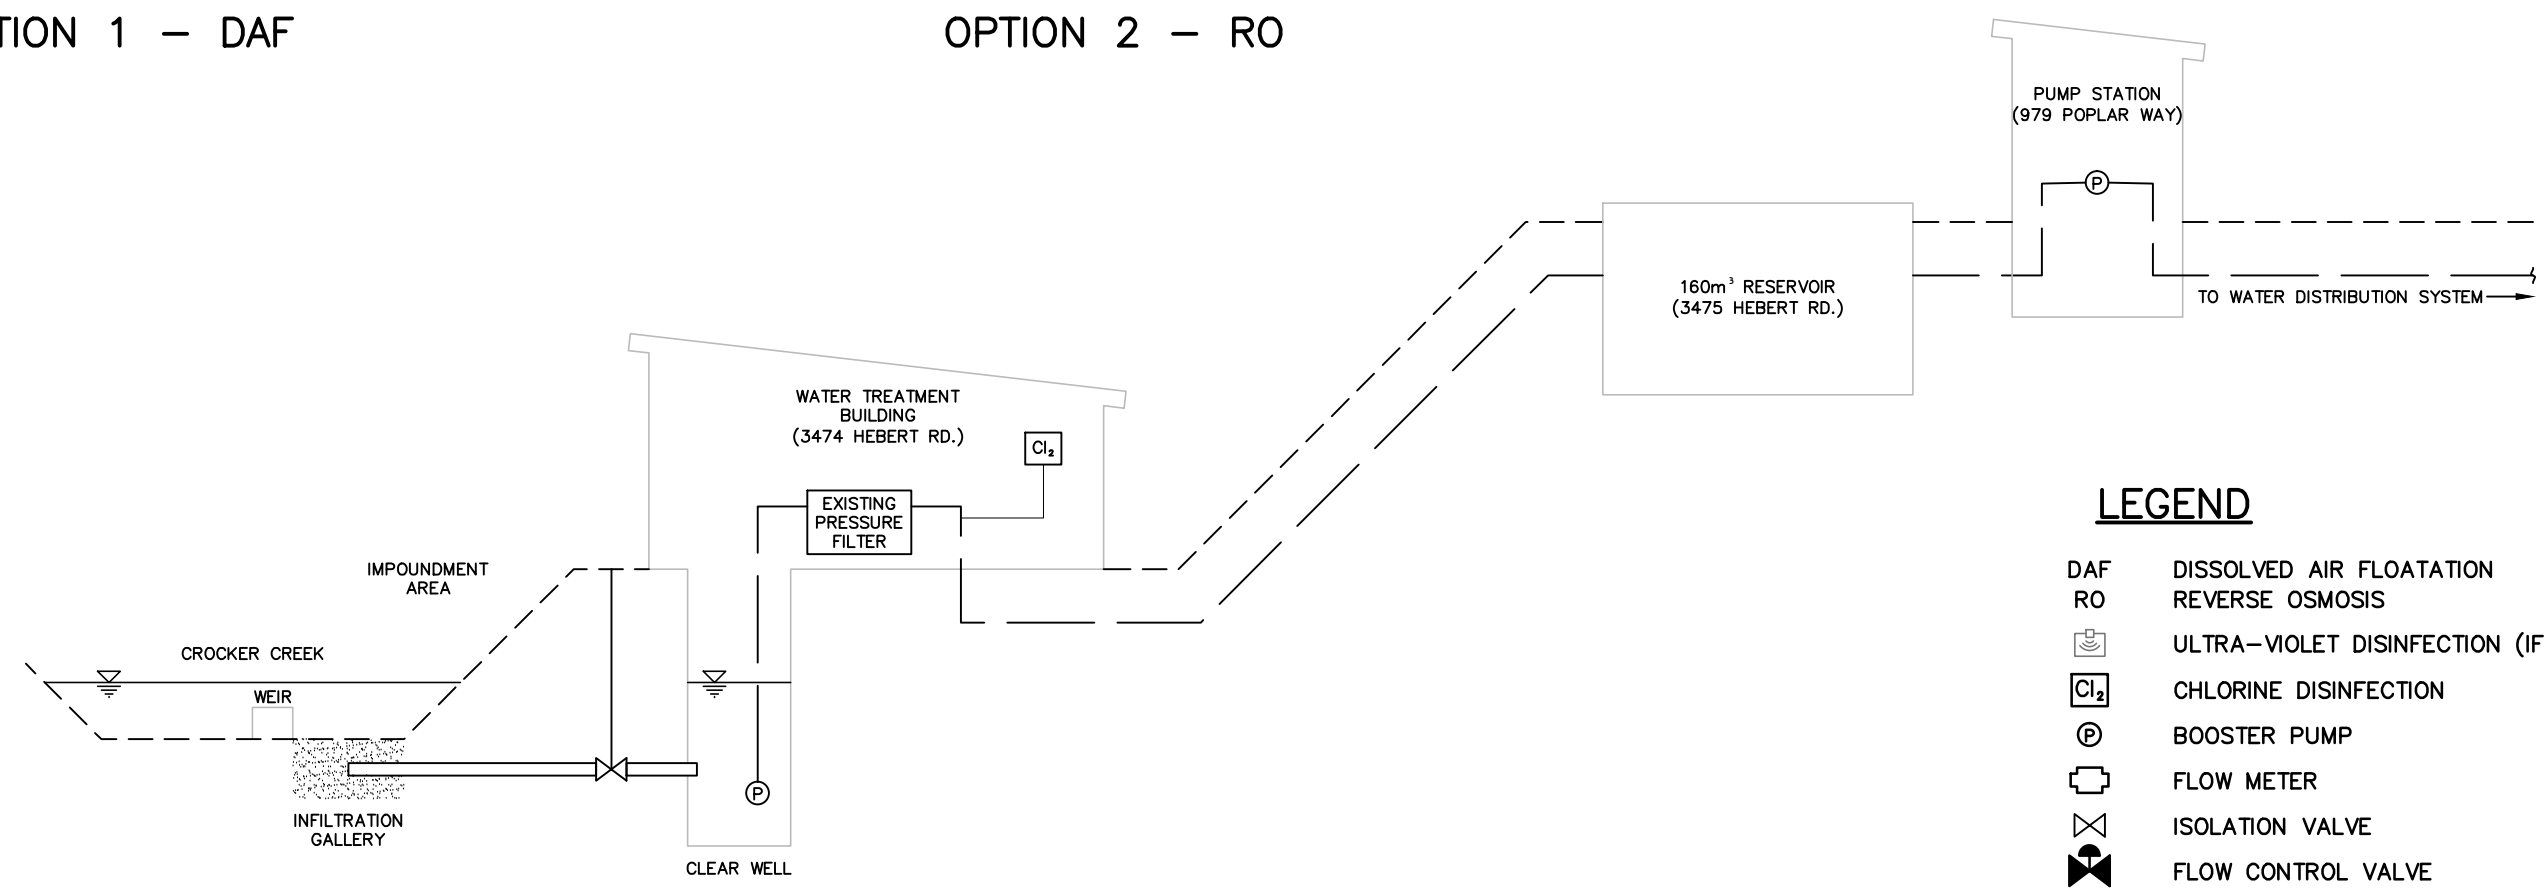 TION 1 – DAF
OPTION 2 – RO
PUMP STATION
(979 POPLAR WAY)
P
160m³ RESERVOIR
(3475 HEBERT RD.)
TO WATER DISTRIBUTION SYSTEM
WATER TREATMENT
BUILDING
(3474 HEBERT RD.)
Cl₂
EXISTING
PRESSURE
FILTER
IMPOUNDMENT
AREA
CROCKER CREEK
WEIR
INFILTRATION
GALLERY
P
CLEAR WELL
LEGEND
DAF DISSOLVED AIR FLOATATION
RO REVERSE OSMOSIS
ULTRA–VIOLET DISINFECTION (IF
Cl₂ CHLORINE DISINFECTION
P BOOSTER PUMP
FLOW METER
ISOLATION VALVE
FLOW CONTROL VALVE